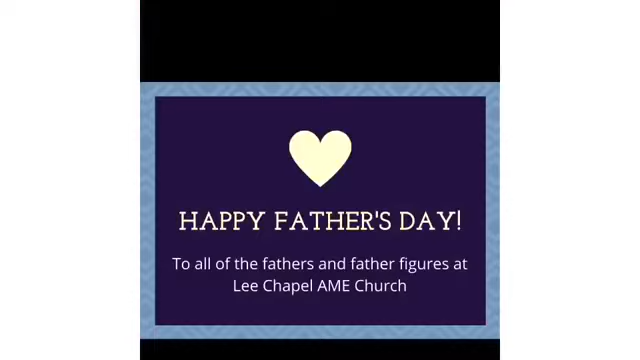 HAPPY FATHER'S DAY!
To all of the fathers and father figures at
Lee Chapel AME Church